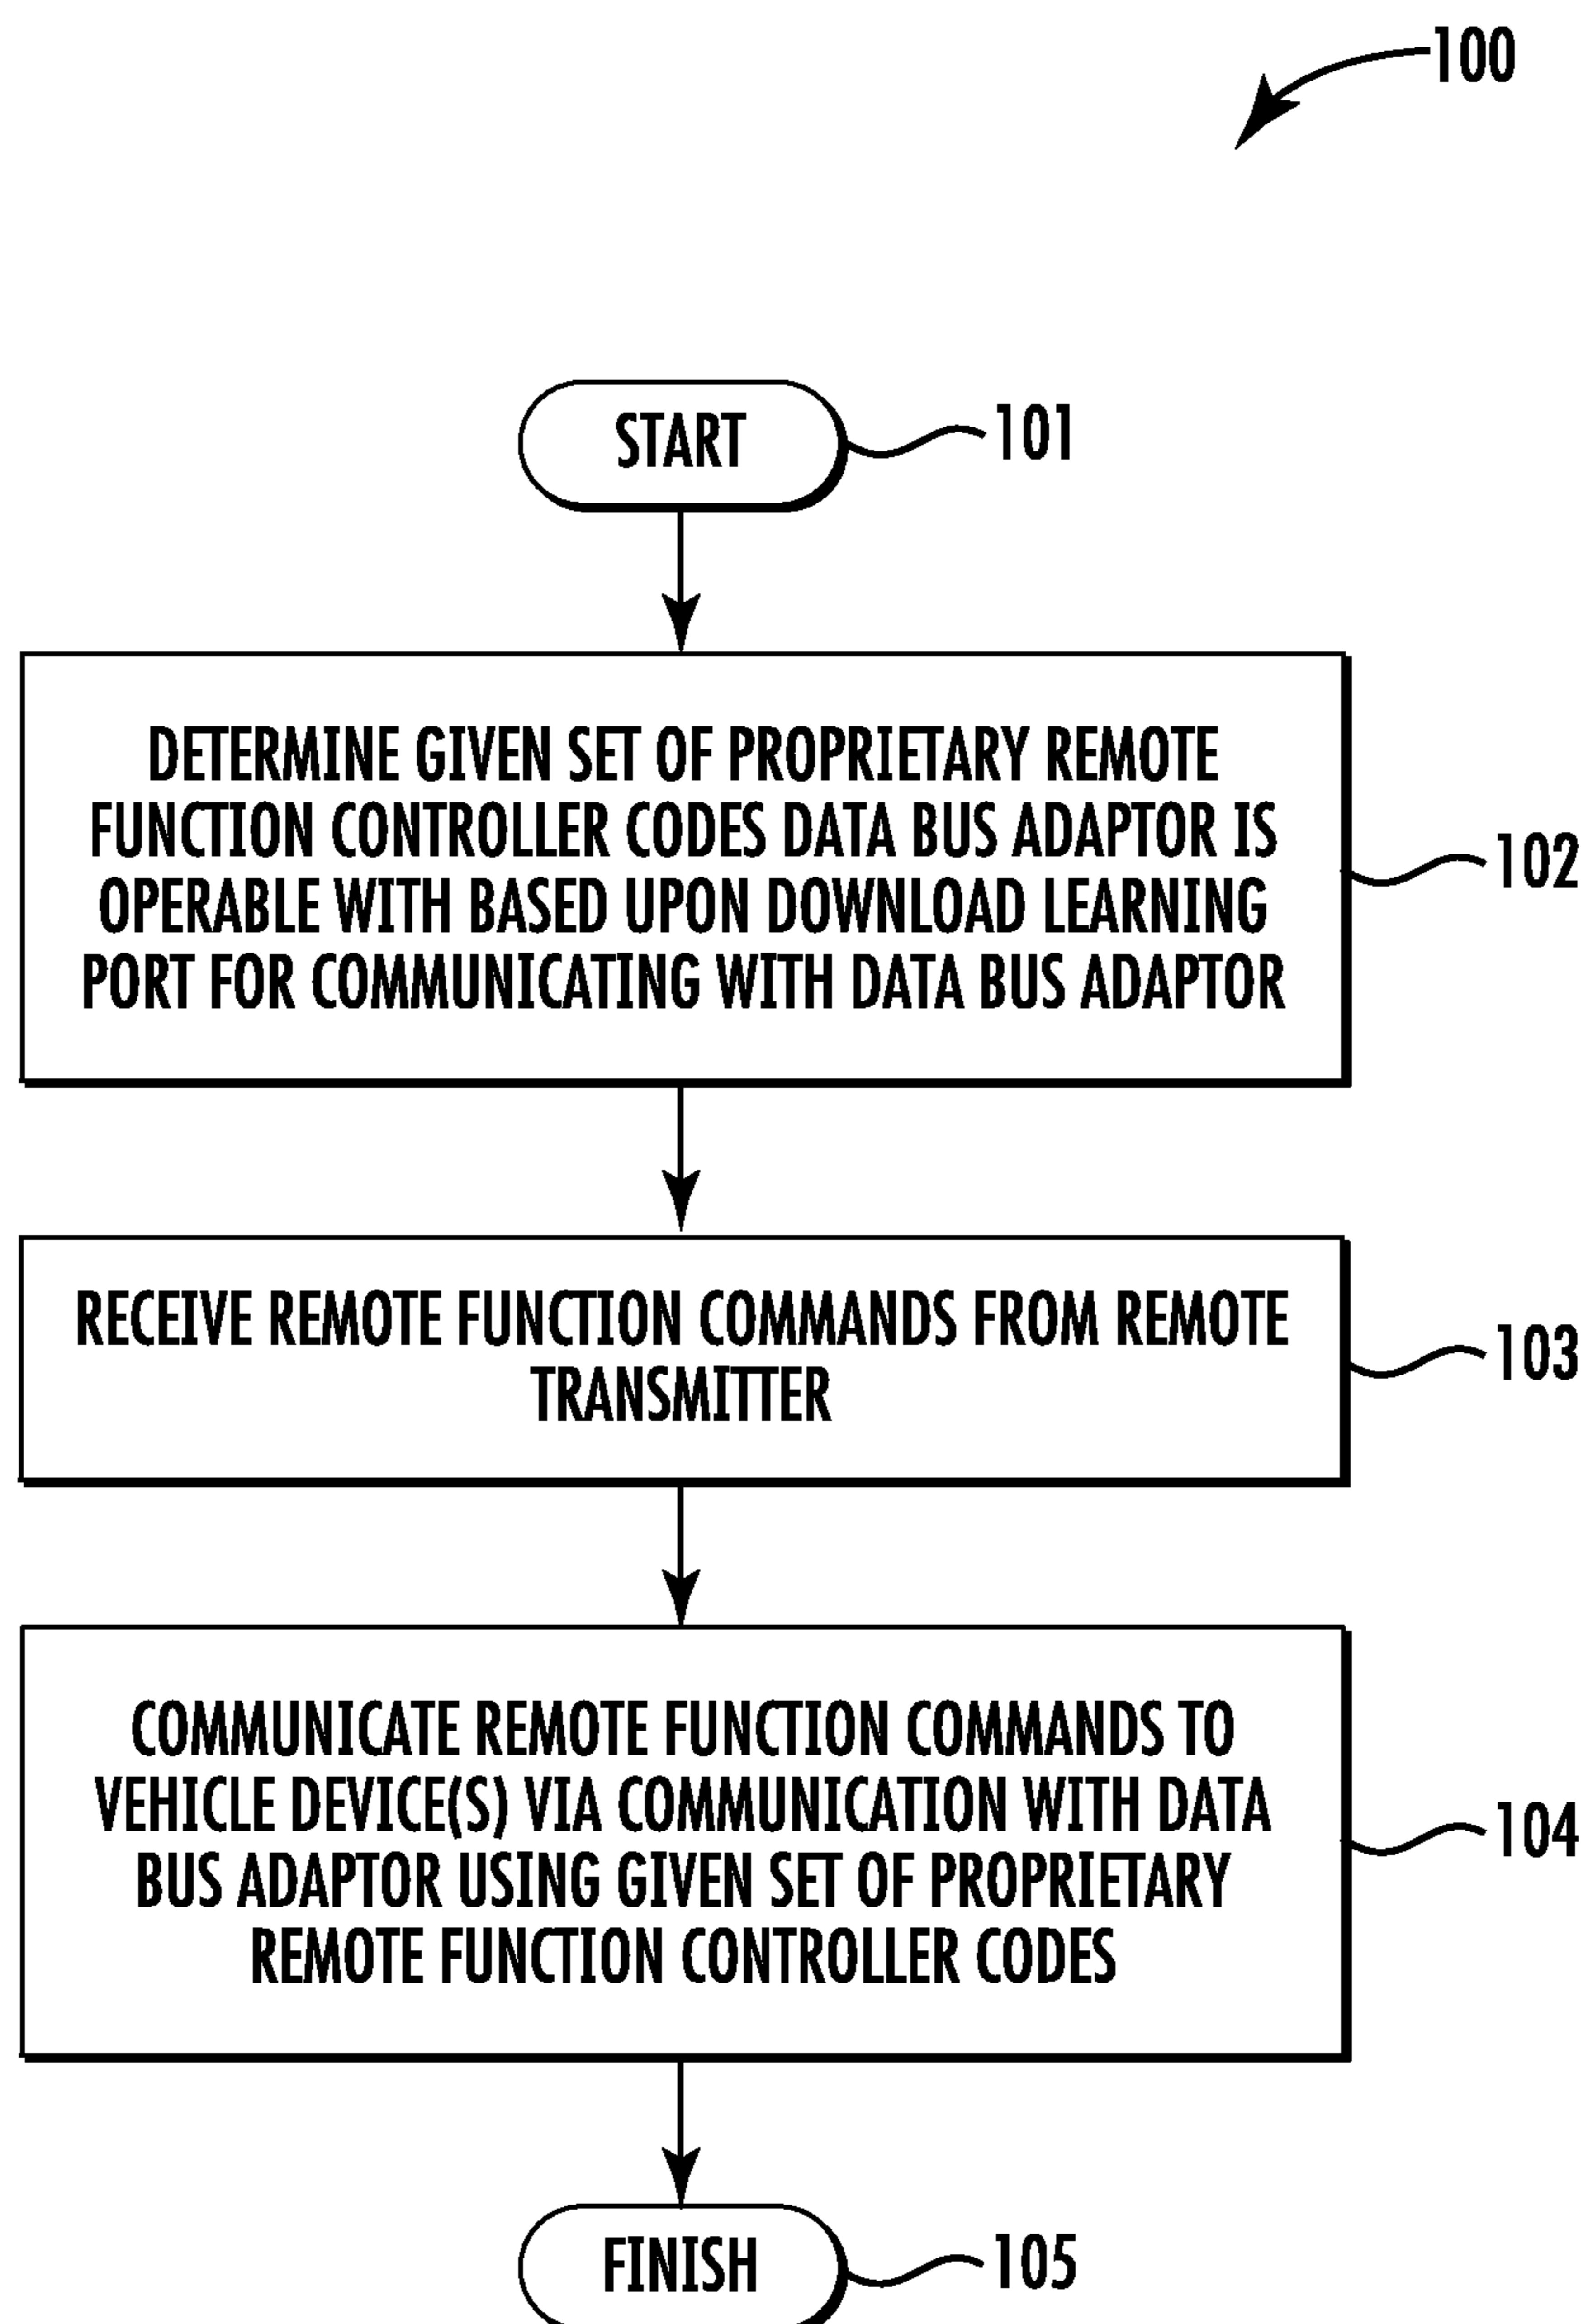 100
START
101
DETERMINE GIVEN SET OF PROPRIETARY REMOTE
FUNCTION CONTROLLER CODES DATA BUS ADAPTOR IS
OPERABLE WITH BASED UPON DOWNLOAD LEARNING
PORT FOR COMMUNICATING WITH DATA BUS ADAPTOR
102
RECEIVE REMOTE FUNCTION COMMANDS FROM REMOTE
TRANSMITTER
103
COMMUNICATE REMOTE FUNCTION COMMANDS TO
VEHICLE DEVICE(S) VIA COMMUNICATION WITH DATA
BUS ADAPTOR USING GIVEN SET OF PROPRIETARY
REMOTE FUNCTION CONTROLLER CODES
104
FINISH
105